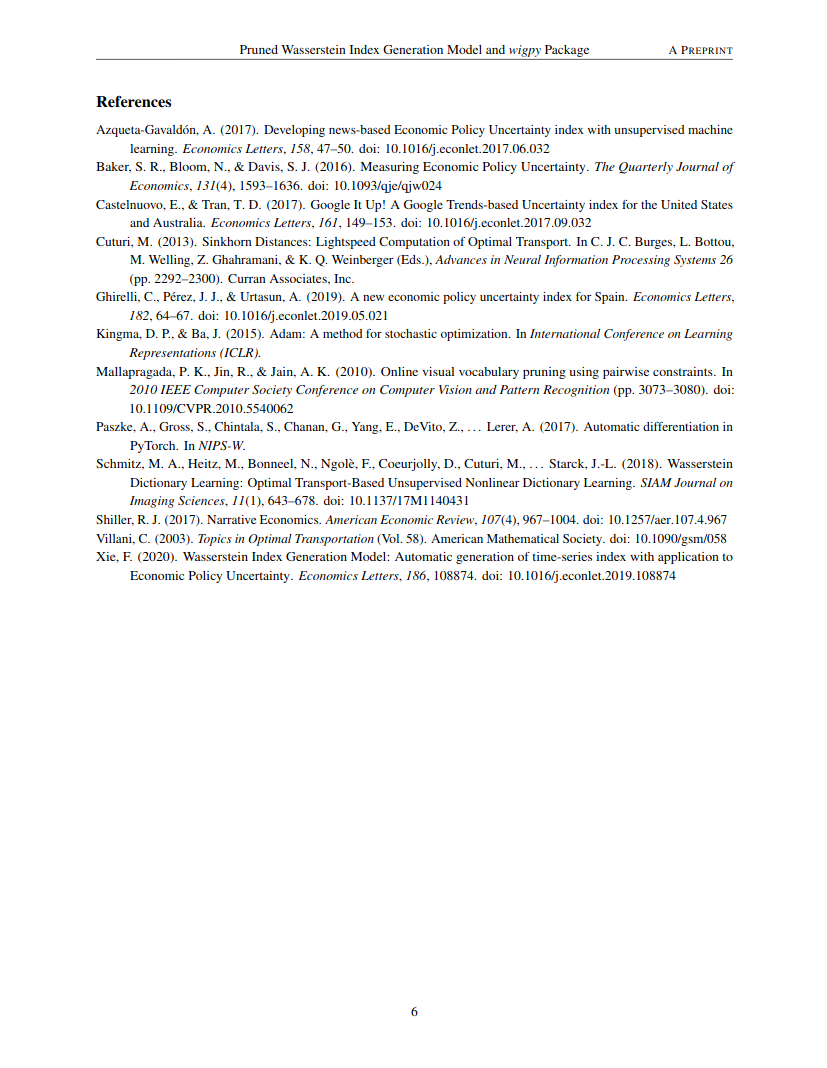 Pruned Wasserstein Index Generation Model and wigpy Package A PREPRINT
References
Azqueta-Gavaldón, A. (2017). Developing news-based Economic Policy Uncertainty index with unsupervised machine
learning. Economics Letters, 158, 47–50. doi: 10.1016/j.econlet.2017.06.032
Baker, S. R., Bloom, N., & Davis, S. J. (2016). Measuring Economic Policy Uncertainty. The Quarterly Journal of
Economics, 131(4), 1593–1636. doi: 10.1093/qje/qjw024
Castelnuovo, E., & Tran, T. D. (2017). Google It Up! A Google Trends-based Uncertainty index for the United States
and Australia. Economics Letters, 161, 149–153. doi: 10.1016/j.econlet.2017.09.032
Cuturi, M. (2013). Sinkhorn Distances: Lightspeed Computation of Optimal Transport. In C. J. C. Burges, L. Bottou,
M. Welling, Z. Ghahramani, & K. Q. Weinberger (Eds.), Advances in Neural Information Processing Systems 26
(pp. 2292–2300). Curran Associates, Inc.
Ghirelli, C., Pérez, J. J., & Urtasun, A. (2019). A new economic policy uncertainty index for Spain. Economics Letters,
182, 64–67. doi: 10.1016/j.econlet.2019.05.021
Kingma, D. P., & Ba, J. (2015). Adam: A method for stochastic optimization. In International Conference on Learning
Representations (ICLR).
Mallapragada, P. K., Jin, R., & Jain, A. K. (2010). Online visual vocabulary pruning using pairwise constraints. In
2010 IEEE Computer Society Conference on Computer Vision and Pattern Recognition (pp. 3073–3080). doi:
10.1109/CVPR.2010.5540062
Paszke, A., Gross, S., Chintala, S., Chanan, G., Yang, E., DeVito, Z., . . . Lerer, A. (2017). Automatic differentiation in
PyTorch. In NIPS-W.
Schmitz, M. A., Heitz, M., Bonneel, N., Ngolè, F., Coeurjolly, D., Cuturi, M., . . . Starck, J.-L. (2018). Wasserstein
Dictionary Learning: Optimal Transport-Based Unsupervised Nonlinear Dictionary Learning. SIAM Journal on
Imaging Sciences, 11(1), 643–678. doi: 10.1137/17M1140431
Shiller, R. J. (2017). Narrative Economics. American Economic Review, 107(4), 967–1004. doi: 10.1257/aer.107.4.967
Villani, C. (2003). Topics in Optimal Transportation (Vol. 58). American Mathematical Society. doi: 10.1090/gsm/058
Xie, F. (2020). Wasserstein Index Generation Model: Automatic generation of time-series index with application to
Economic Policy Uncertainty. Economics Letters, 186, 108874. doi: 10.1016/j.econlet.2019.108874
6